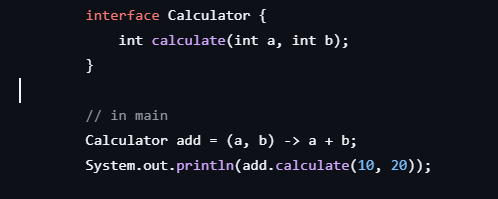 interface Calculator {
    int calculate(int a, int b);
}
// in main
Calculator add = (a, b) -> a + b;
System.out.println(add.calculate(10, 20));